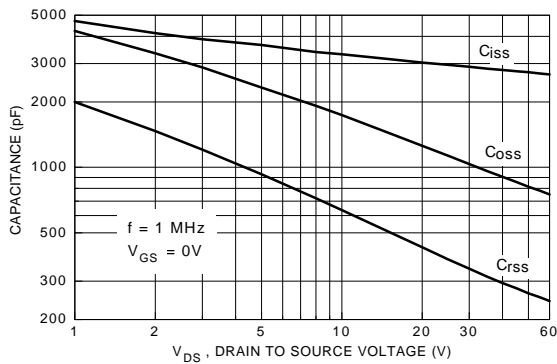 5000
3000
2000
1000
500
300
200
CAPACITANCE (pF)
Ciss
Coss
Crss
f = 1 MHz
VGS = 0V
1 2 5 10 20 30 60
VDS , DRAIN TO SOURCE VOLTAGE (V)